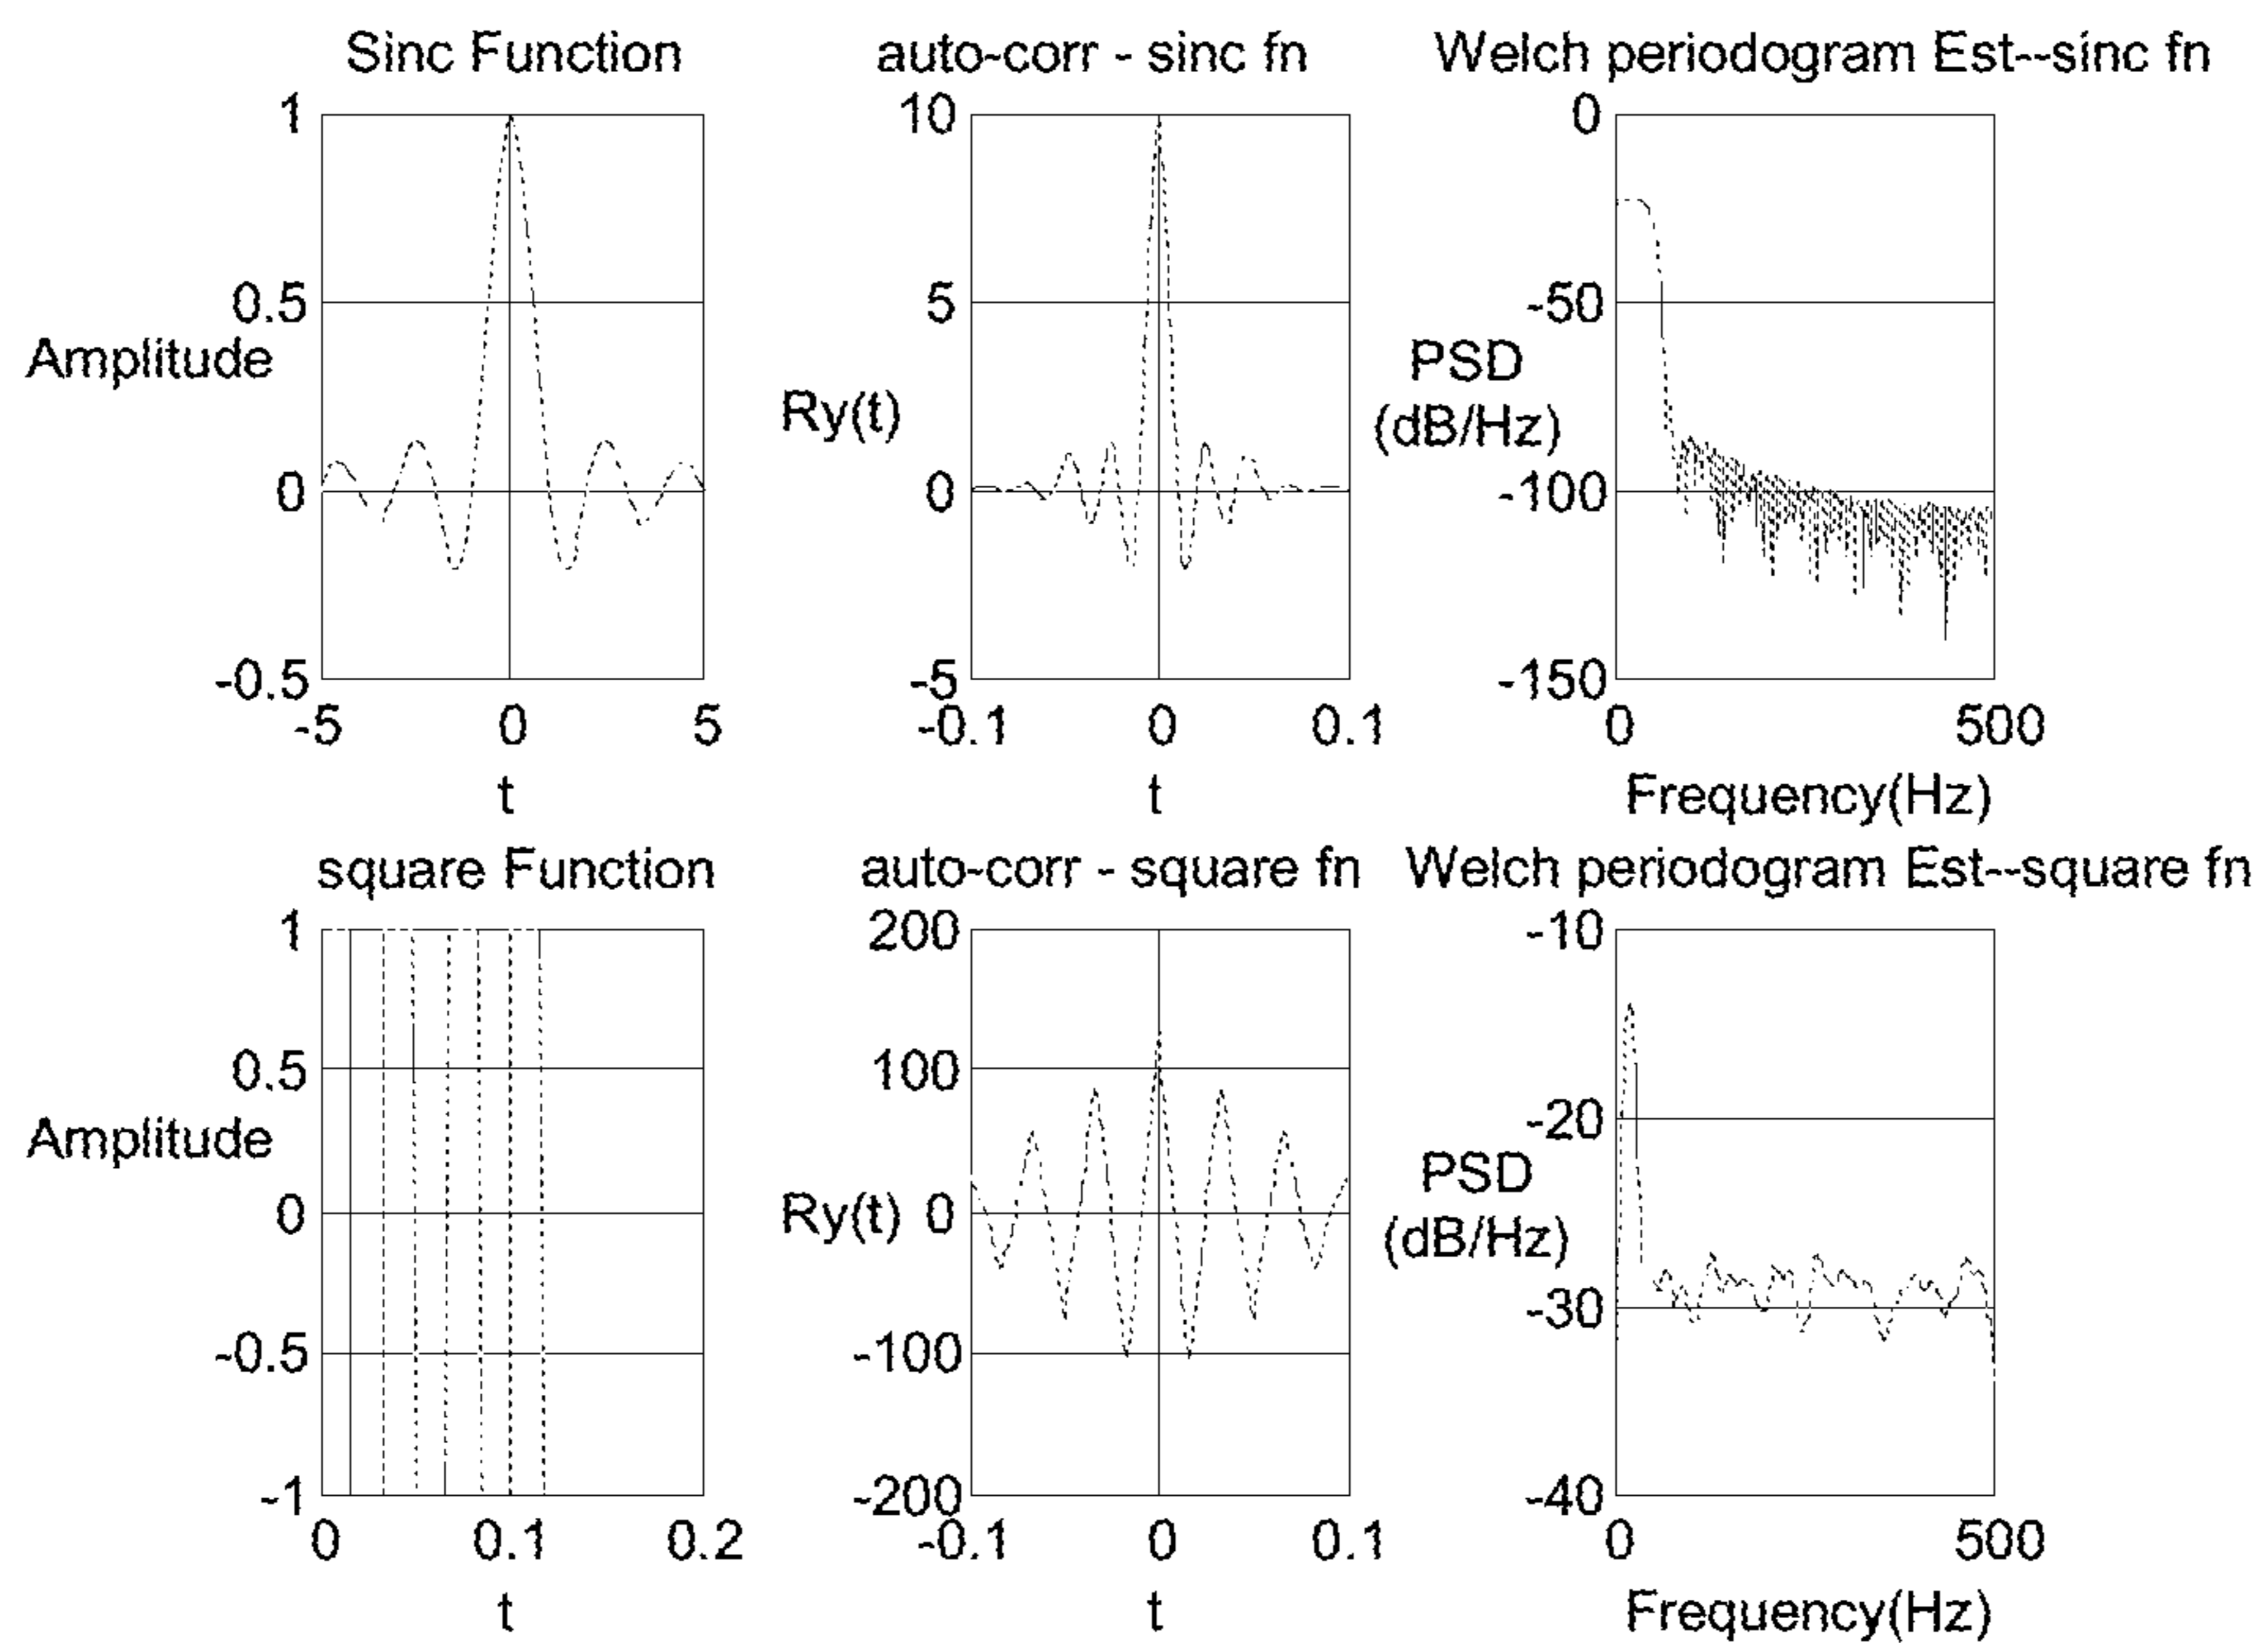 Sinc Function
auto-corr - sinc fn
Welch periodogram Est--sinc fn
1
0.5
0
-0.5
Amplitude
-5 0 5
t
10
5
0
-5
Ry(t)
-0.1 0 0.1
t
0
-50
-100
-150
PSD
(dB/Hz)
0 500
Frequency(Hz)
square Function
auto-corr - square fn
Welch periodogram Est--square fn
1
0.5
0
-0.5
-1
Amplitude
0 0.1 0.2
t
200
100
0
-100
-200
Ry(t)
-0.1 0 0.1
t
-10
-20
-30
-40
PSD
(dB/Hz)
0 500
Frequency(Hz)